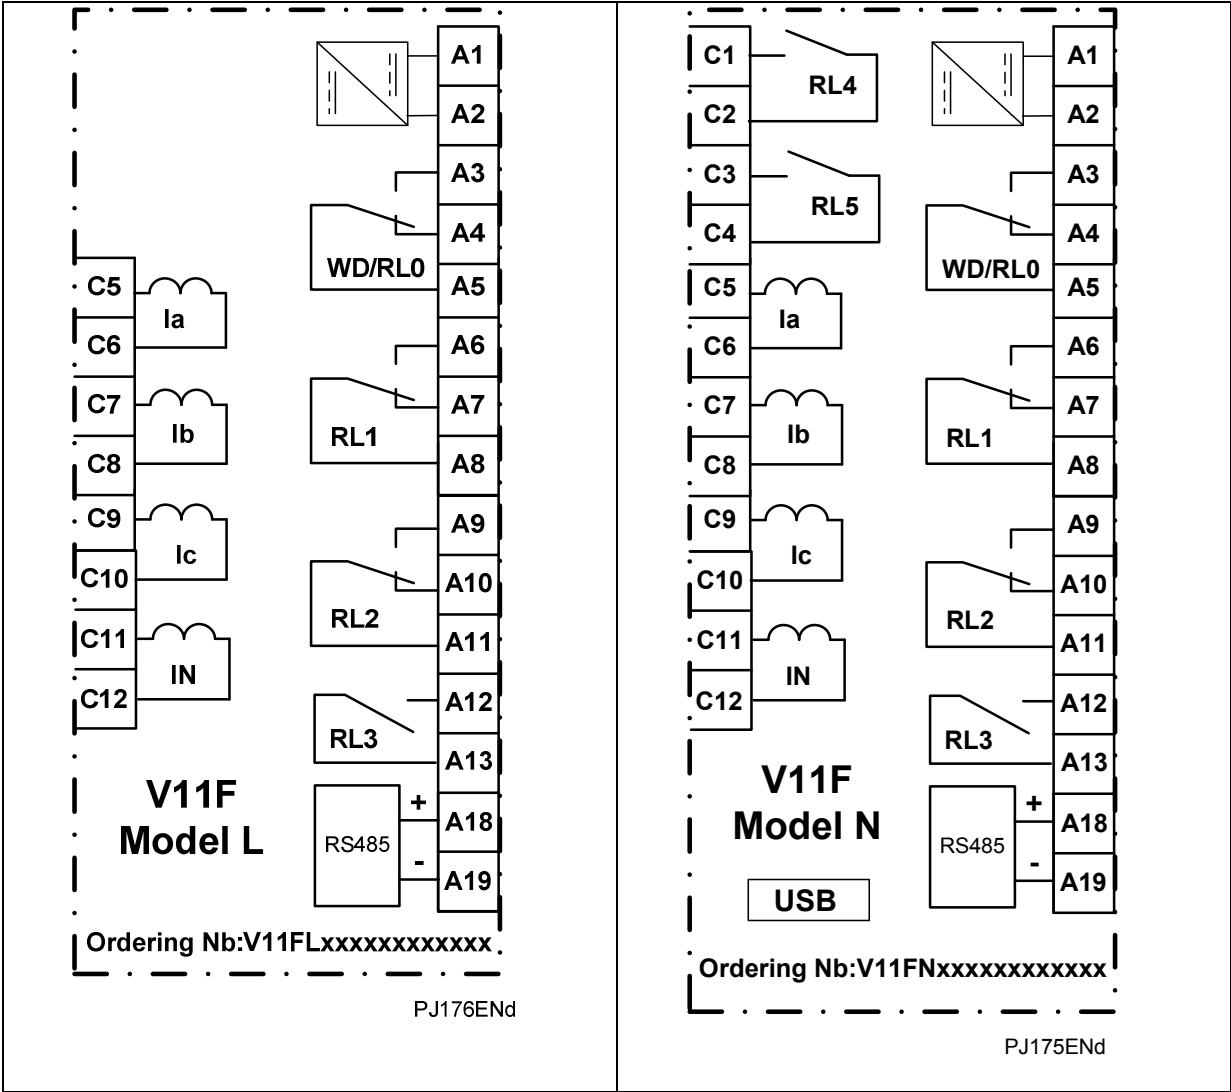 A1
A2
A3
A4
WD/RL0
A5
C5
Ia
C6
A6
C7
Ib
A7
RL1
C8
A8
C9
Ic
A9
C10
A10
RL2
C11
A11
IN
C12
A12
RL3
A13
V11F
Model L
RS485
+
A18
-
A19
Ordering Nb:V11FLxxxxxxxxxxxx
PJ176ENd
C1
RL4
A1
C2
A2
C3
A3
RL5
C4
A4
WD/RL0
C5
A5
Ia
C6
A6
C7
A7
Ib
RL1
C8
A8
C9
A9
Ic
C10
A10
RL2
C11
A11
IN
C12
A12
RL3
A13
V11F
Model N
RS485
+
A18
-
A19
USB
Ordering Nb:V11FNxxxxxxxxxxxx
PJ175ENd